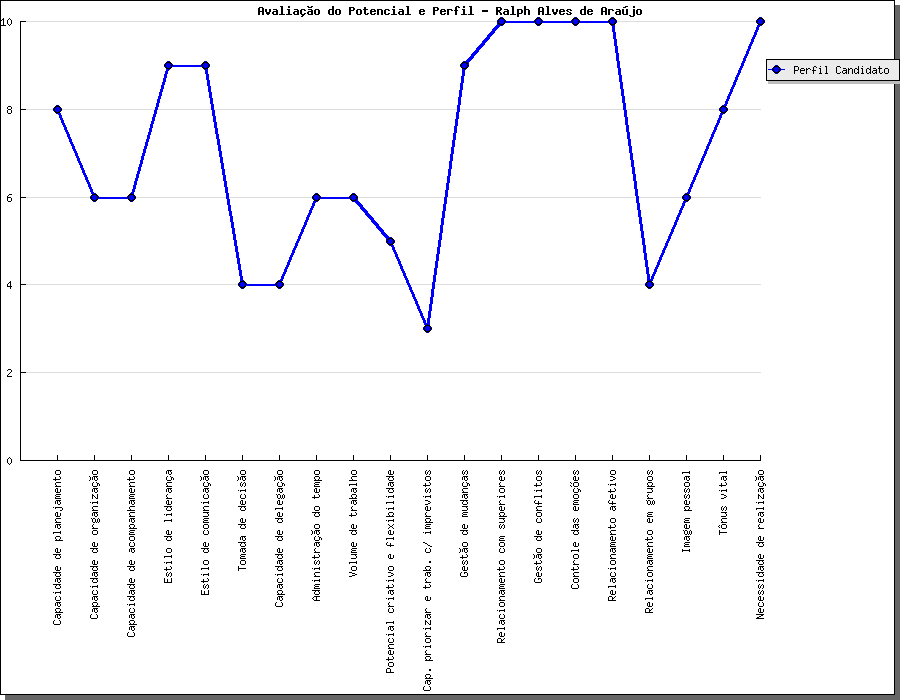 Avaliação do Potencial e Perfil - Ralph Alves de Araújo
10
8
6
4
2
0
Perfil Candidato
Capacidade de planejamento
Capacidade de organização
Capacidade de acompanhamento
Estilo de liderança
Estilo de comunicação
Tomada de decisão
Capacidade de delegação
Administração do tempo
Volume de trabalho
Potencial criativo e flexibilidade
Cap. priorizar e trab. c/ imprevistos
Gestão de mudanças
Relacionamento com superiores
Gestão de conflitos
Controle das emoções
Relacionamento afetivo
Relacionamento em grupos
Imagem pessoal
Tônus vital
Necessidade de realização